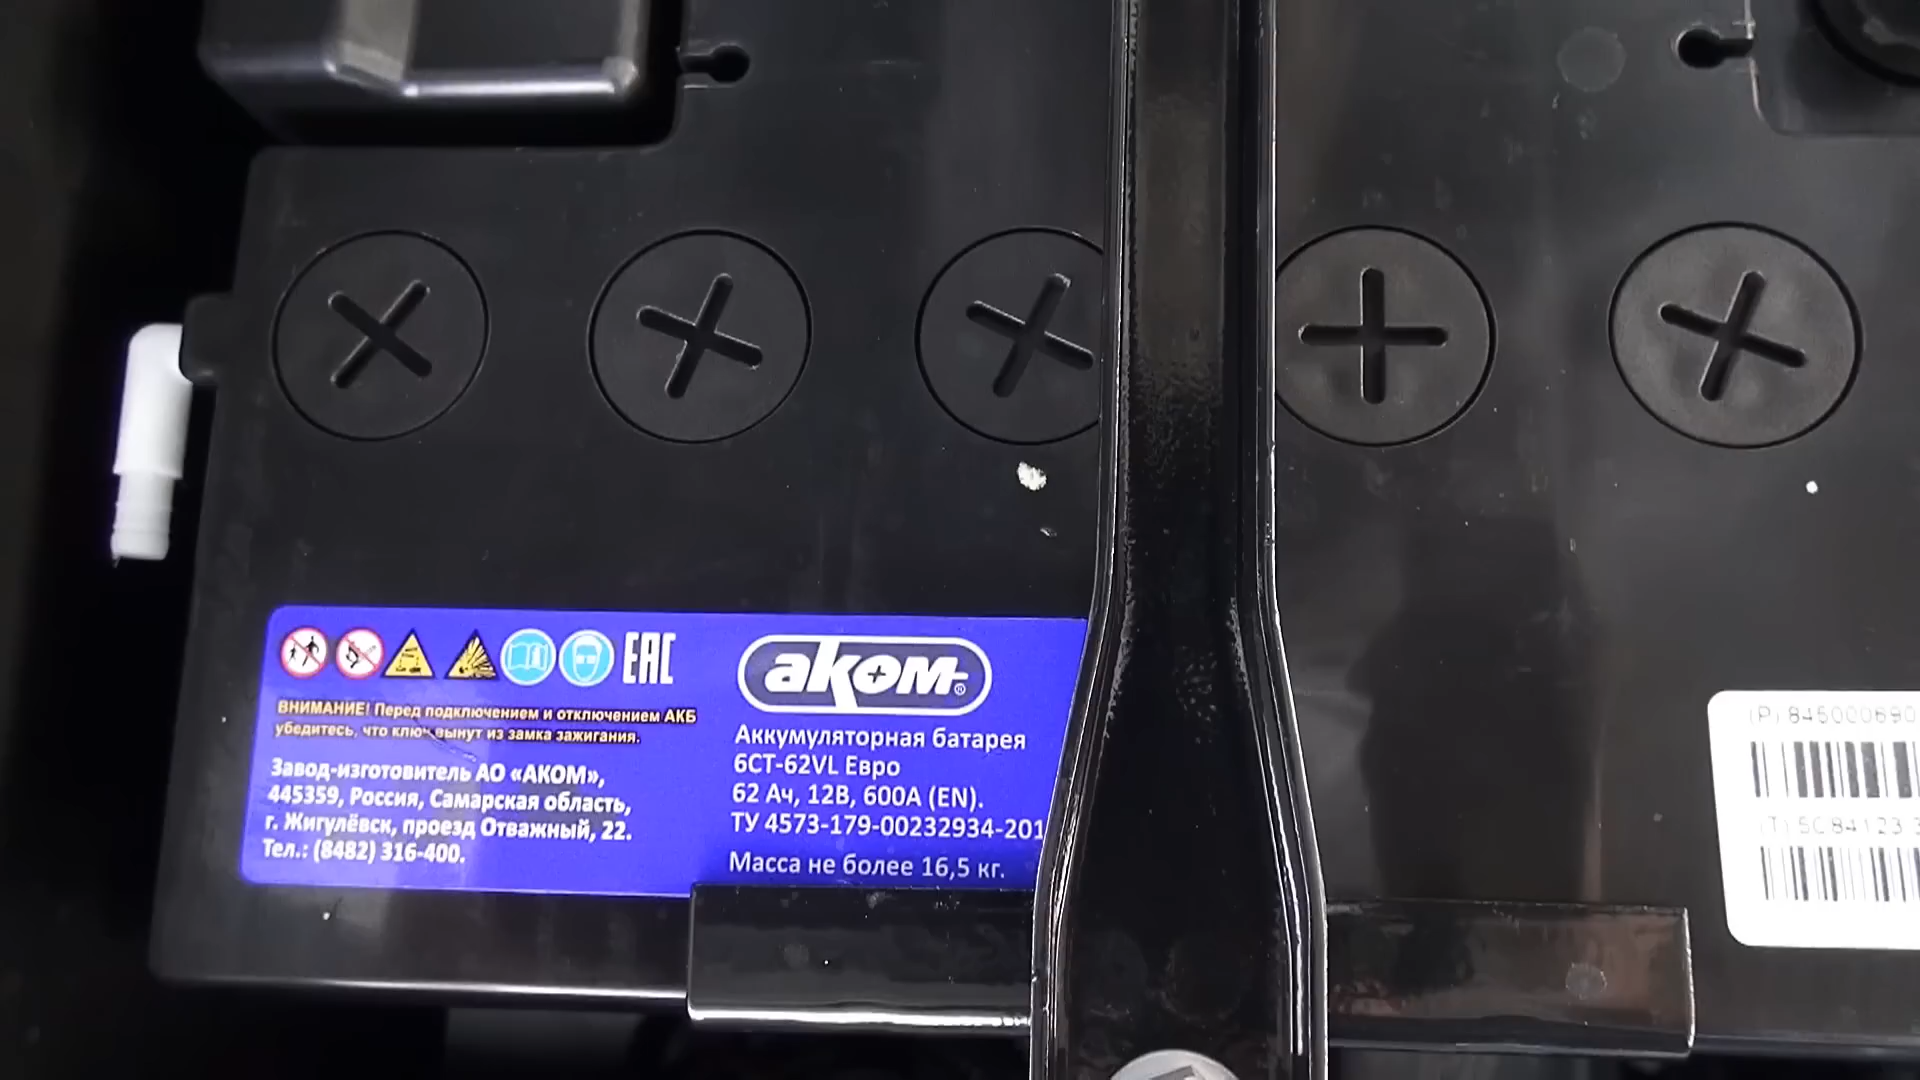 ЕАС
ВНИМАНИЕ! Перед подключением и отключением АКБ
убедитесь, что ключ вынут из замка зажигания.
Завод-изготовитель АО «АКОМ»,
445359, Россия, Самарская область,
г. Жигулёвск, проезд Отважный, 22.
Тел.: (8482) 316-400.
аком®
Аккумуляторная батарея
6СТ-62VL Евро
62 Ач, 12В, 600А (EN).
ТУ 4573-179-00232934-201
Масса не более 16,5 кг.
(P) 845000690
(T) 5C84123